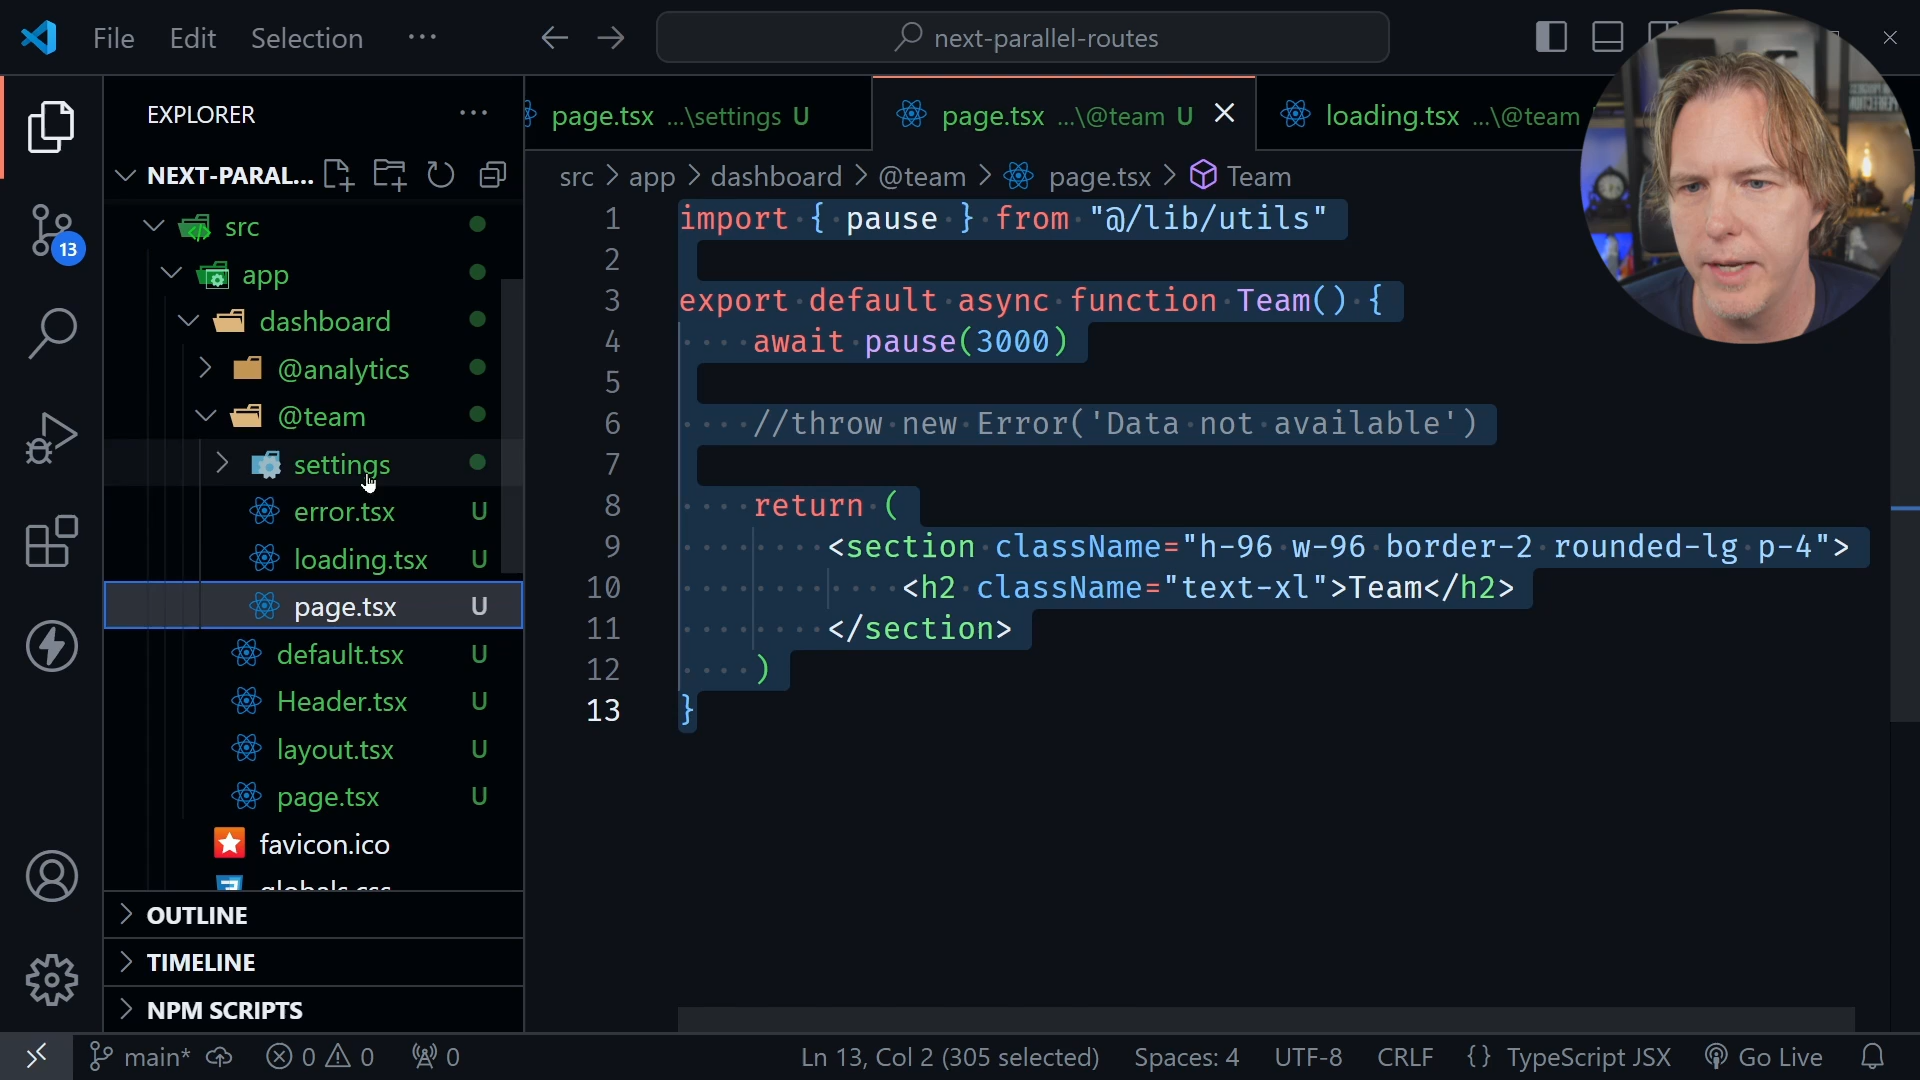 File Edit Selection ··· next-parallel-routes
EXPLORER ···
NEXT-PARAL...
src
app
dashboard
@analytics
@team
settings
error.tsx U
loading.tsx U
page.tsx U
default.tsx U
Header.tsx U
layout.tsx U
page.tsx U
favicon.ico
globals.css
OUTLINE
TIMELINE
NPM SCRIPTS
13
page.tsx ...\settings U page.tsx ...\@team U loading.tsx ...\@team
src > app > dashboard > @team > page.tsx > Team
1 import { pause } from "@/lib/utils"
2
3 export default async function Team() {
4 await pause(3000)
5
6 //throw new Error('Data not available')
7
8 return (
9 <section className="h-96 w-96 border-2 rounded-lg p-4">
10 <h2 className="text-xl">Team</h2>
11 </section>
12 )
13 }
main* 0 0 0 Ln 13, Col 2 (305 selected) Spaces: 4 UTF-8 CRLF {} TypeScript JSX Go Live